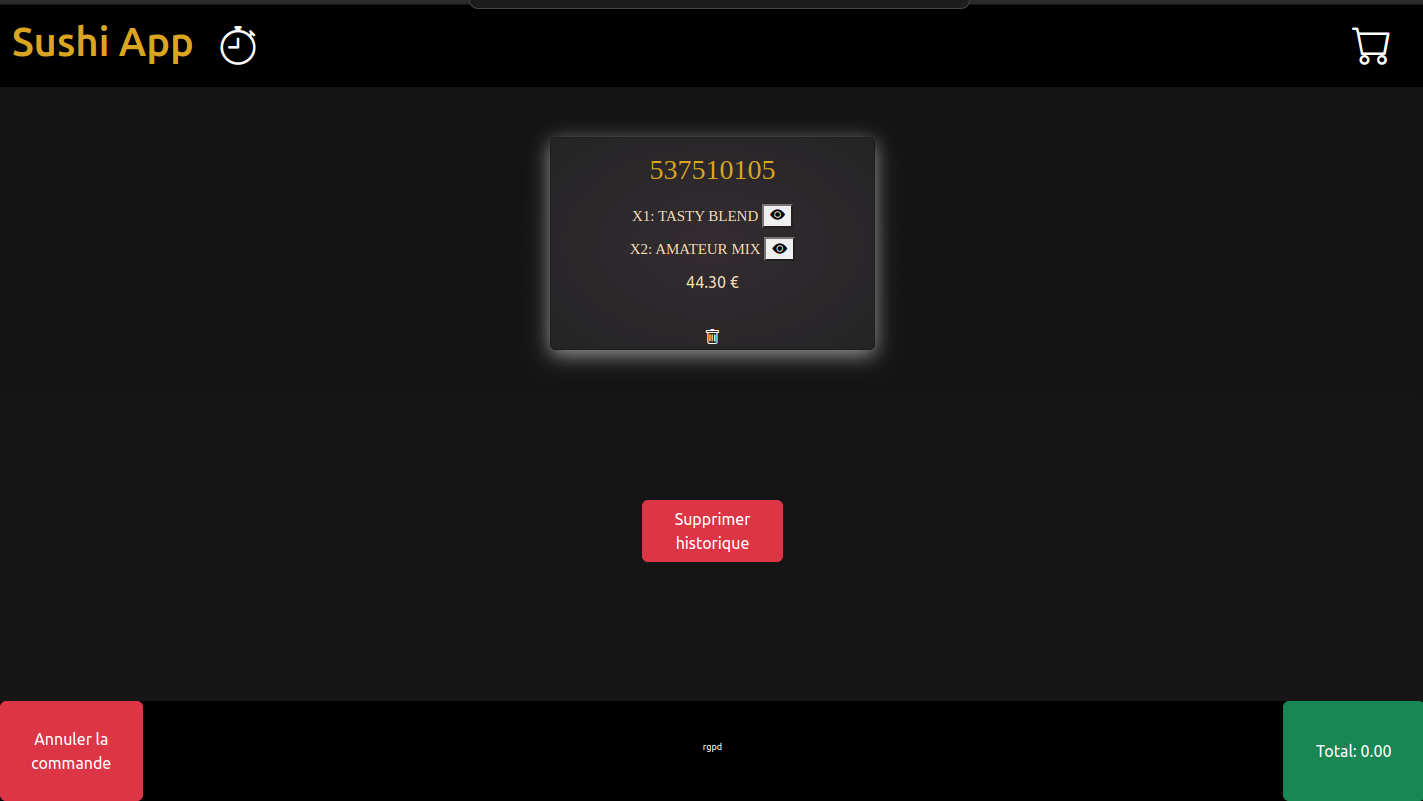 Sushi App
537510105
X1: TASTY BLEND
X2: AMATEUR MIX
44.30 €
Supprimer
historique
Annuler la
commande
rgpd
Total: 0.00